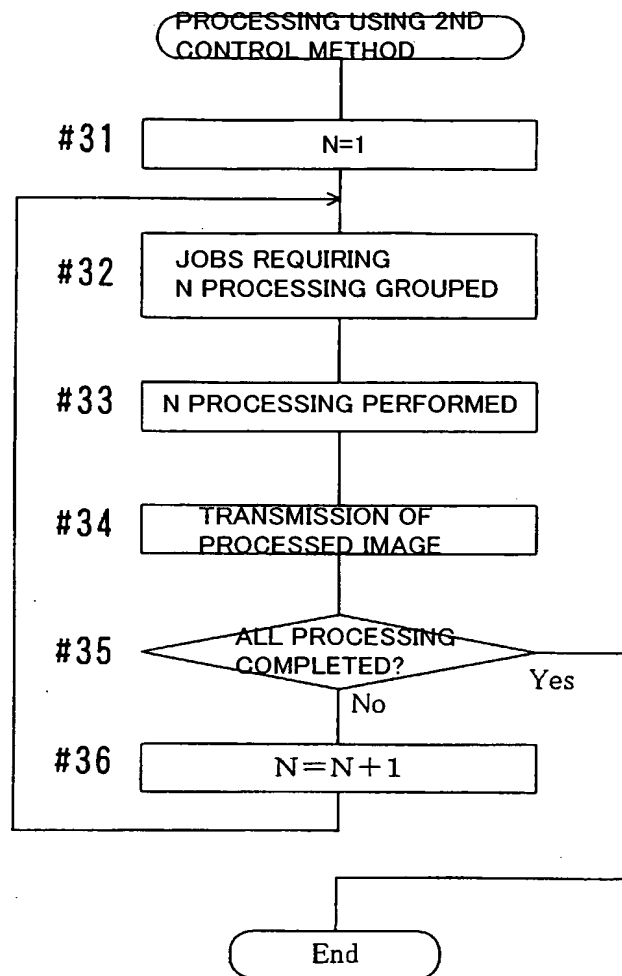 PROCESSING USING 2ND
CONTROL METHOD
#31
N=1
#32
JOBS REQUIRING
N PROCESSING GROUPED
#33
N PROCESSING PERFORMED
#34
TRANSMISSION OF
PROCESSED IMAGE
#35
ALL PROCESSING
COMPLETED?
Yes
No
#36
N=N+1
End